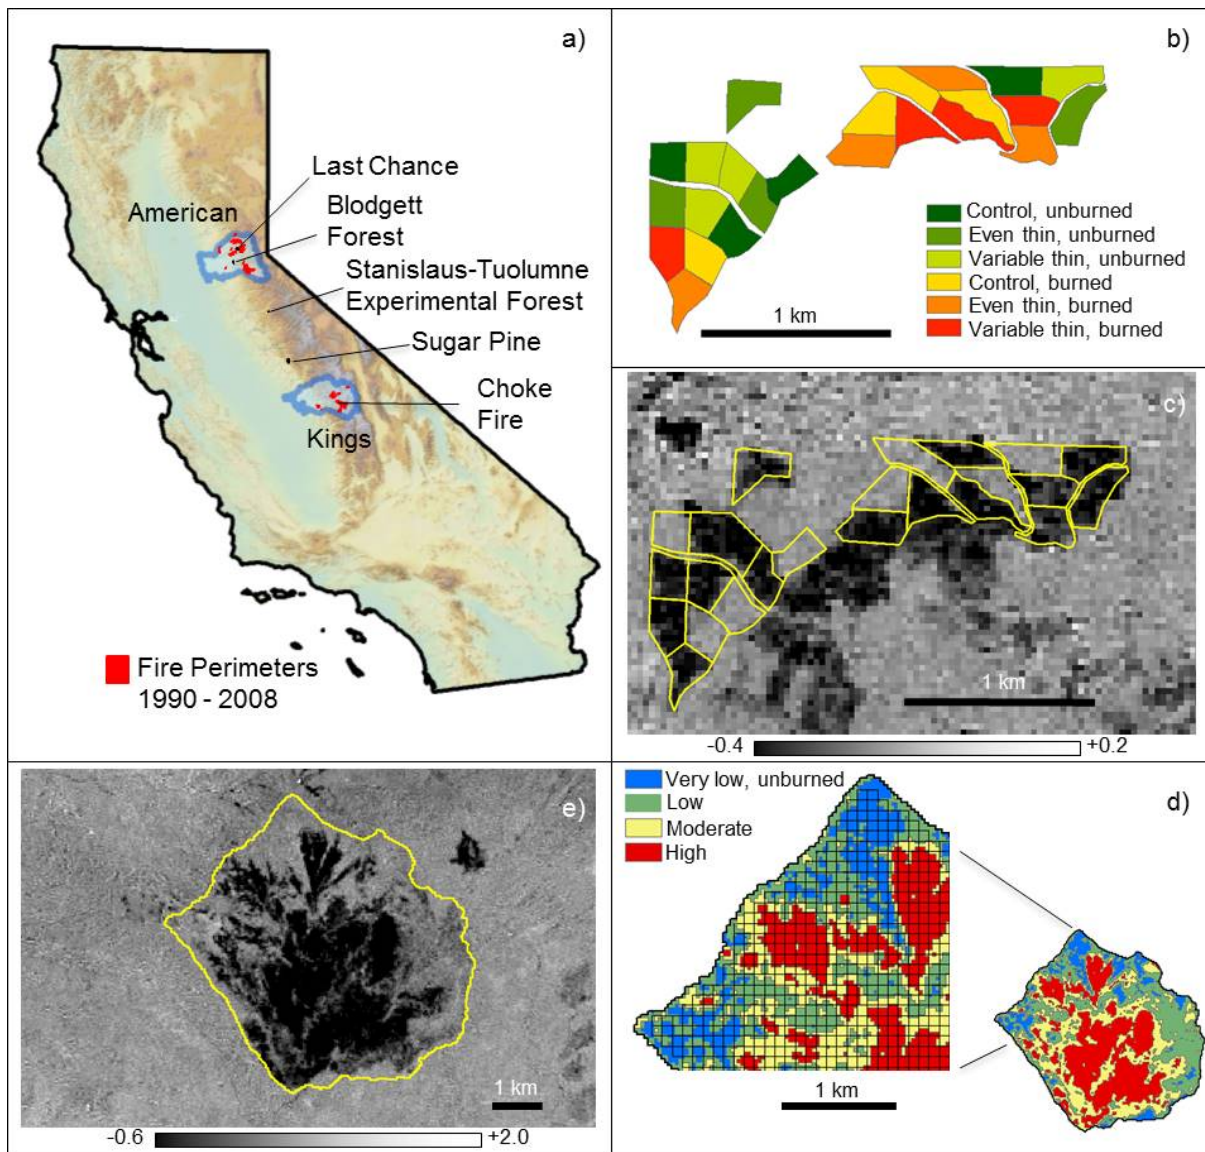 a)
Last Chance
American
Blodgett
Forest
Stanislaus-Tuolumne
Experimental Forest
Sugar Pine
Choke
Fire
Kings
Fire Perimeters
1990 - 2008
b)
Control, unburned
Even thin, unburned
Variable thin, unburned
Control, burned
Even thin, burned
Variable thin, burned
1 km
c)
1 km
-0.4
+0.2
e)
1 km
-0.6
+2.0
Very low, unburned
Low
Moderate
High
d)
1 km